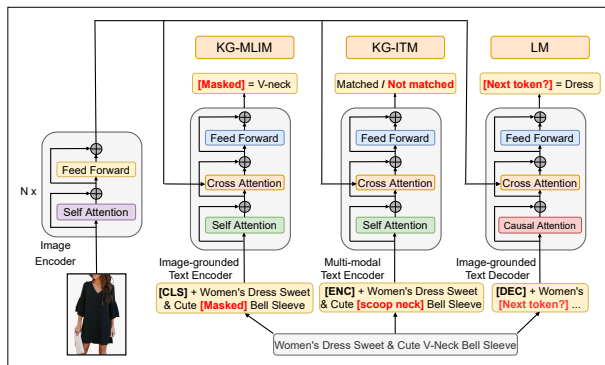 KG-MLIM
KG-ITM
LM
[Masked] = V-neck
Matched / Not matched
[Next token?] = Dress
Feed Forward
Feed Forward
Feed Forward
N x
Feed Forward
Cross Attention
Cross Attention
Cross Attention
Self Attention
Self Attention
Self Attention
Causal Attention
Image
Encoder
Image-grounded
Text Encoder
Multi-modal
Text Encoder
Image-grounded
Text Decoder
[CLS] + Women's Dress Sweet
& Cute [Masked] Bell Sleeve
[ENC] + Women's Dress Sweet
& Cute [scoop neck] Bell Sleeve
[DEC] + Women's
[Next token?] ...
Women's Dress Sweet & Cute V-Neck Bell Sleeve